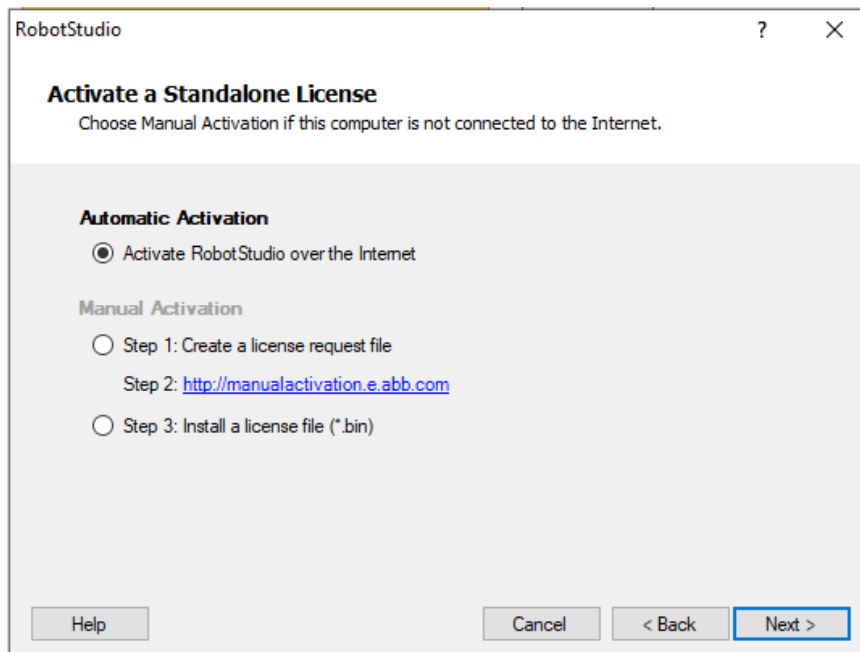 RobotStudio ?
Activate a Standalone License
Choose Manual Activation if this computer is not connected to the Internet.
Automatic Activation
Activate RobotStudio over the Internet
Manual Activation
Step 1: Create a license request file
Step 2: http://manualactivation.e.abb.com
Step 3: Install a license file (*.bin)
Help Cancel < Back Next >